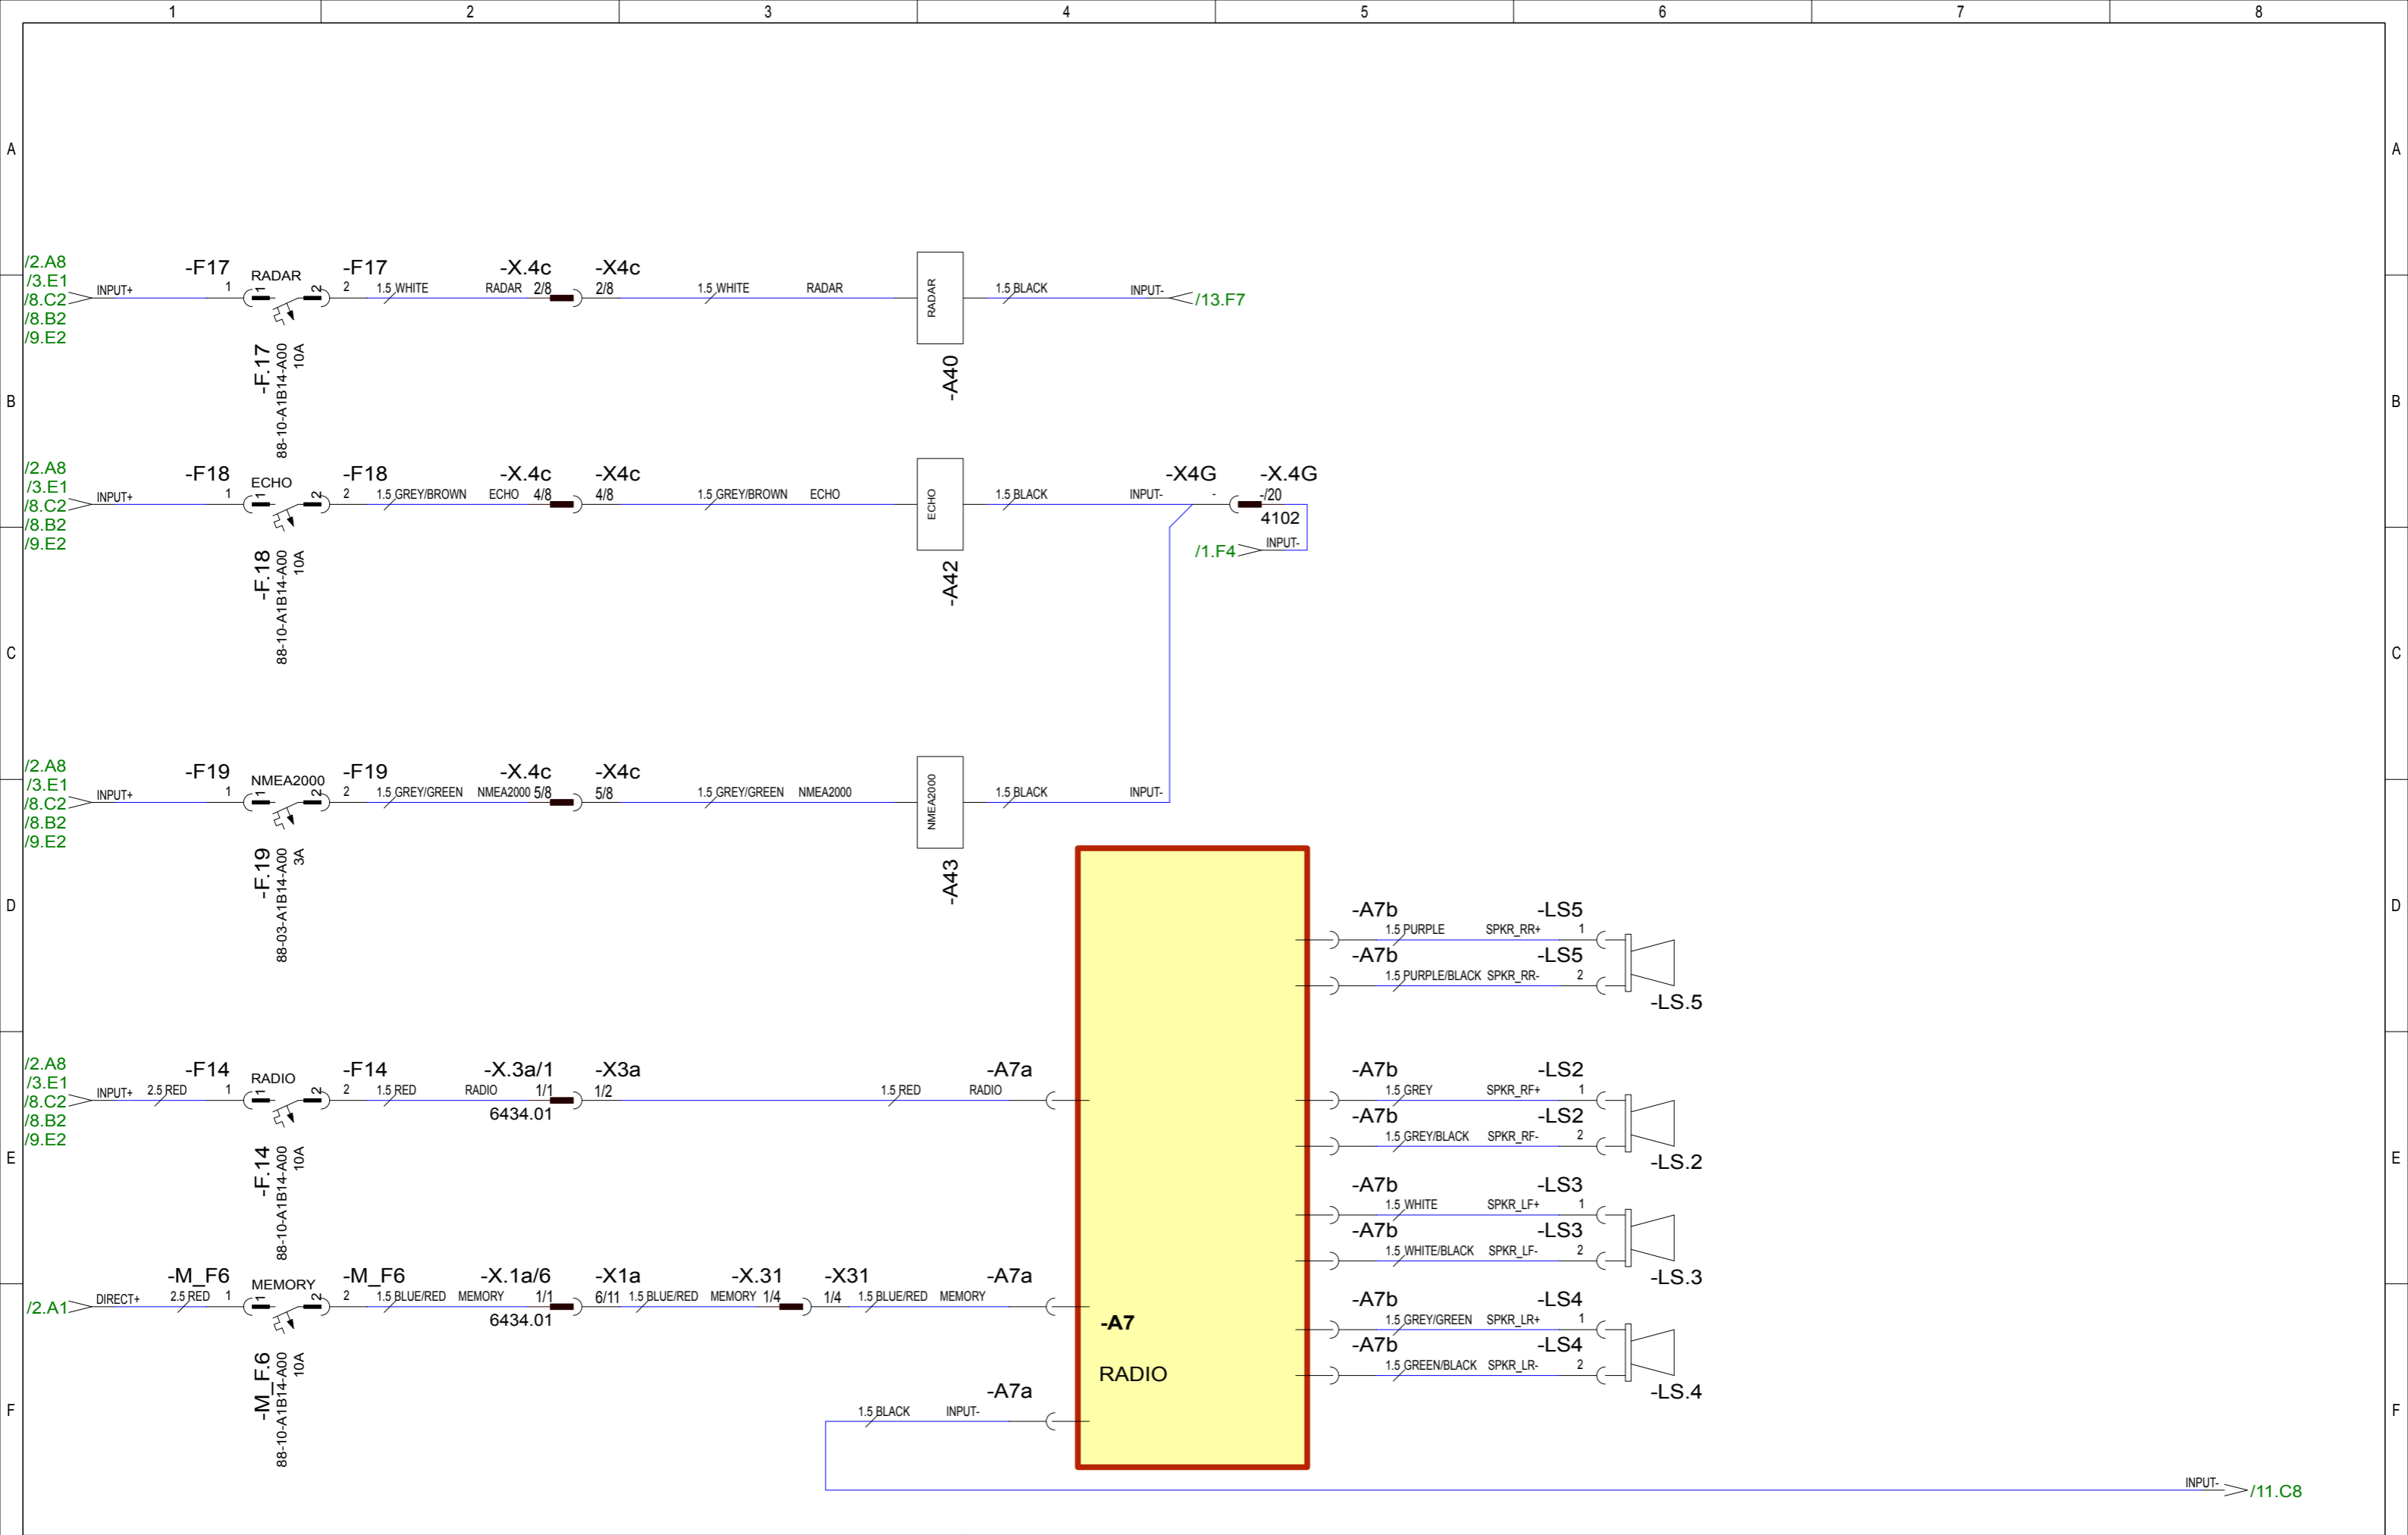 1 2 3 4 5 6 7 8
A A
/2.A8
/3.E1
/8.C2
/8.B2
/9.E2
INPUT+
-F17
1
RADAR
1 2
-F17
2
1.5 WHITE
RADAR
-X.4c
2/8
-X4c
2/8
1.5 WHITE
RADAR
RADAR
-A40
1.5 BLACK
INPUT-
/13.F7
-F.17
88-10-A1B14-A00
10A
B B
/2.A8
/3.E1
/8.C2
/8.B2
/9.E2
INPUT+
-F18
1
ECHO
1 2
-F18
2
1.5 GREY/BROWN
ECHO
-X.4c
4/8
-X4c
4/8
1.5 GREY/BROWN
ECHO
ECHO
-A42
1.5 BLACK
INPUT-
-X4G
-
-X.4G
-/20
4102
/1.F4
INPUT-
-F.18
88-10-A1B14-A00
10A
C C
/2.A8
/3.E1
/8.C2
/8.B2
/9.E2
INPUT+
-F19
1
NMEA2000
1 2
-F19
2
1.5 GREY/GREEN
NMEA2000
-X.4c
5/8
-X4c
5/8
1.5 GREY/GREEN
NMEA2000
NMEA2000
-A43
1.5 BLACK
INPUT-
-F.19
88-03-A1B14-A00
3A
D D
-A7b
1.5 PURPLE
SPKR_RR+
-LS5
1
-A7b
1.5 PURPLE/BLACK
SPKR_RR-
-LS5
2
-LS.5
/2.A8
/3.E1
/8.C2
/8.B2
/9.E2
INPUT+
2.5 RED
-F14
1
RADIO
1 2
-F14
2
1.5 RED
RADIO
-X.3a/1
1/1
6434.01
-X3a
1/2
1.5 RED
RADIO
-A7a
-F.14
88-10-A1B14-A00
10A
-A7b
1.5 GREY
SPKR_RF+
-LS2
1
-A7b
1.5 GREY/BLACK
SPKR_RF-
-LS2
2
-LS.2
E E
-A7b
1.5 WHITE
SPKR_LF+
-LS3
1
-A7b
1.5 WHITE/BLACK
SPKR_LF-
-LS3
2
-LS.3
/2.A1
DIRECT+
2.5 RED
-M_F6
1
MEMORY
1 2
-M_F6
2
1.5 BLUE/RED
MEMORY
-X.1a/6
1/1
6434.01
-X1a
6/11
1.5 BLUE/RED
MEMORY
-X.31
1/4
-X31
1/4
1.5 BLUE/RED
MEMORY
-A7a
-M_F.6
88-10-A1B14-A00
10A
-A7
RADIO
-A7b
1.5 GREY/GREEN
SPKR_LR+
-LS4
1
-A7b
1.5 GREEN/BLACK
SPKR_LR-
-LS4
2
-LS.4
F F
1.5 BLACK
INPUT-
-A7a
INPUT-
/11.C8